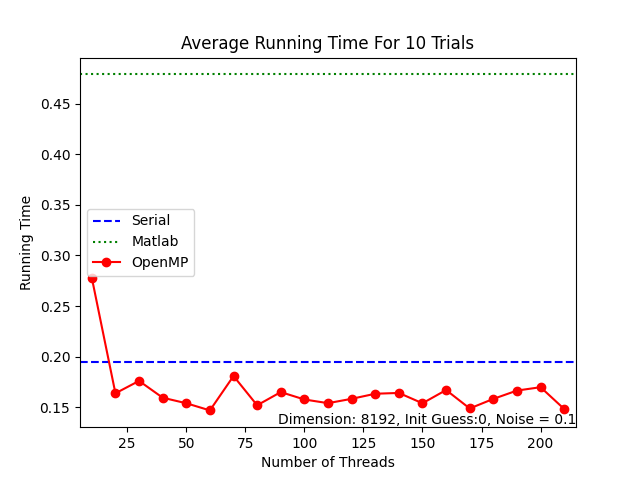 Average Running Time For 10 Trials
Running Time
0.45
0.40
0.35
0.30
0.25
0.20
0.15
Serial
Matlab
OpenMP
Dimension: 8192, Init Guess:0, Noise = 0.1
25 50 75 100 125 150 175 200
Number of Threads